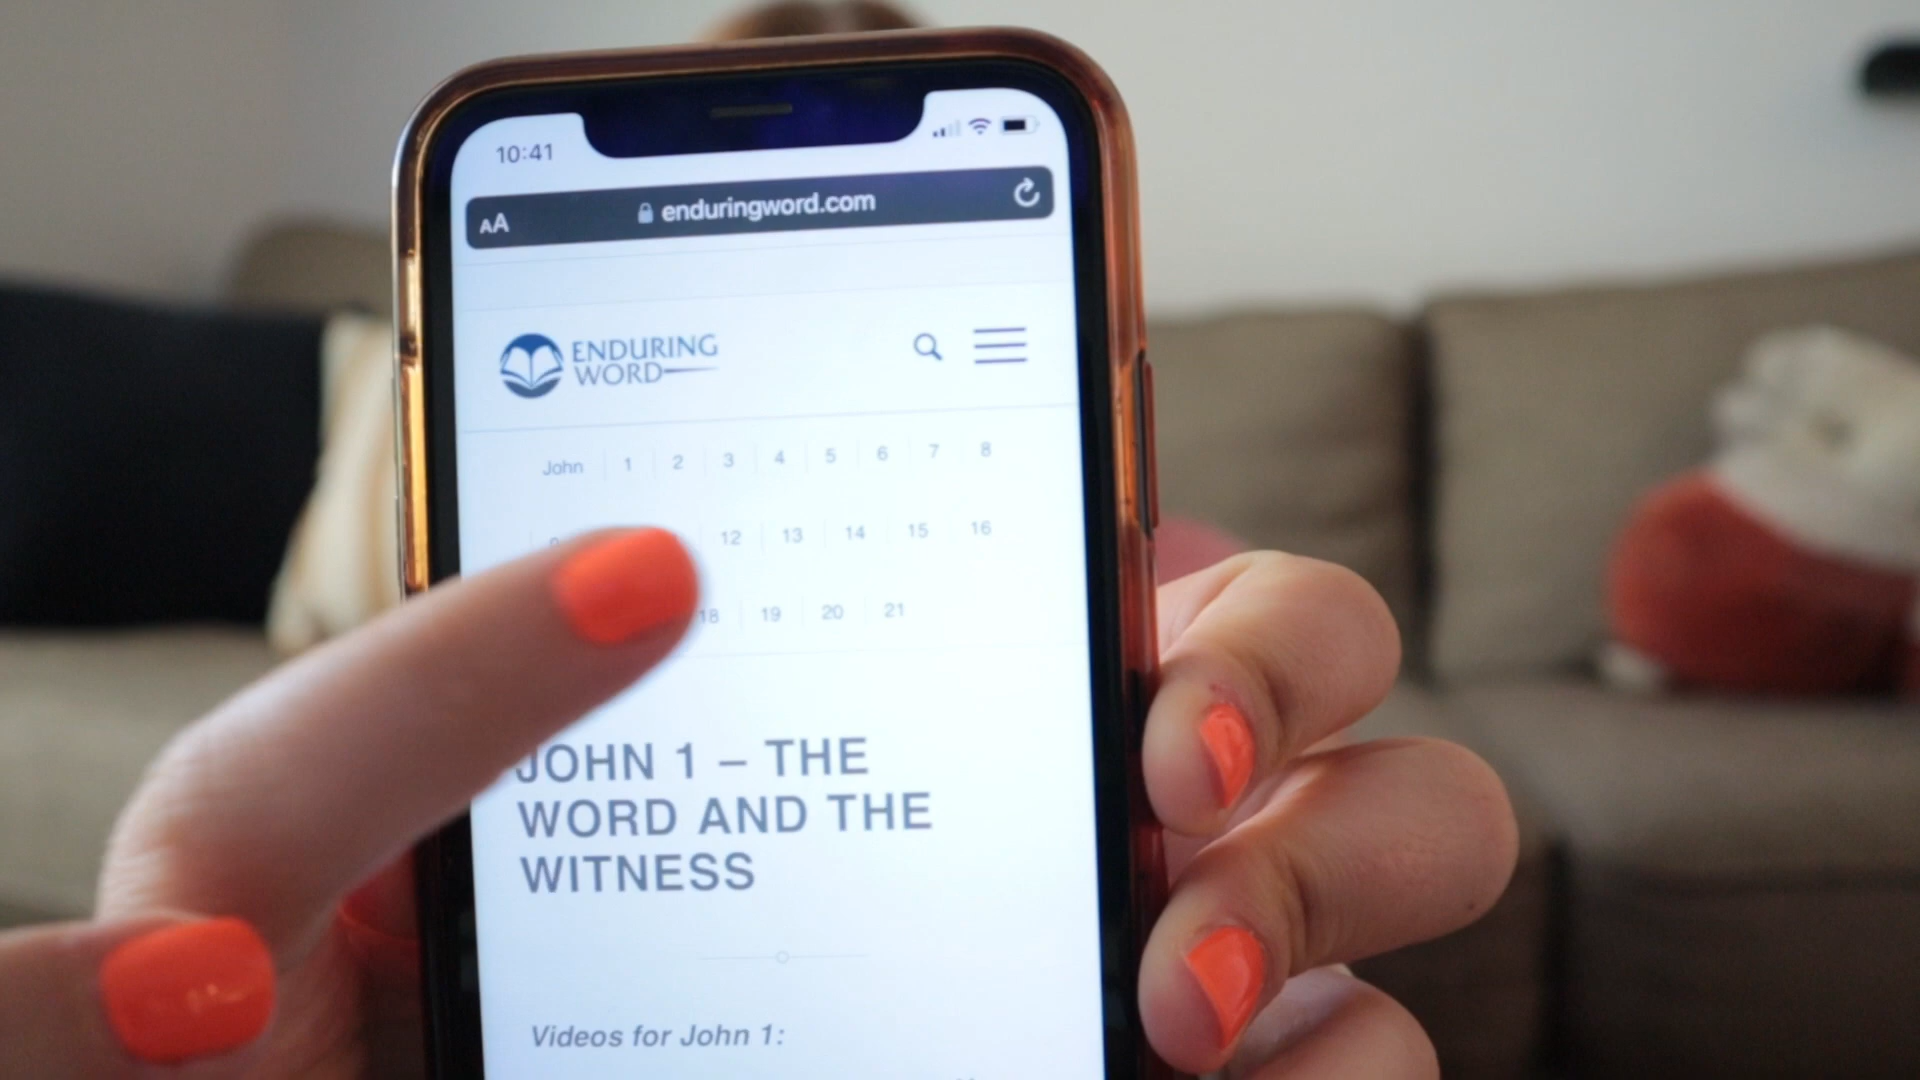 10:41
AA enduringword.com
ENDURING
WORD
John 1 2 3 4 5 6 7 8
12 13 14 15 16
18 19 20 21
JOHN 1 – THE
WORD AND THE
WITNESS
Videos for John 1: